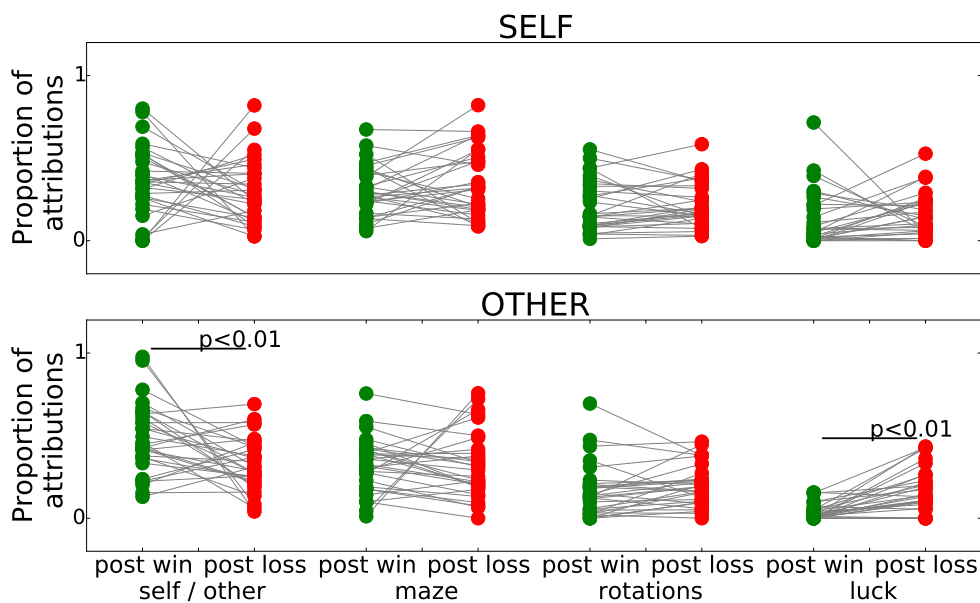 SELF
Proportion of
attributions
1
0
OTHER
Proportion of
attributions
1
0
p<0.01
p<0.01
post win post loss post win post loss post win post loss post win post loss
self / other maze rotations luck